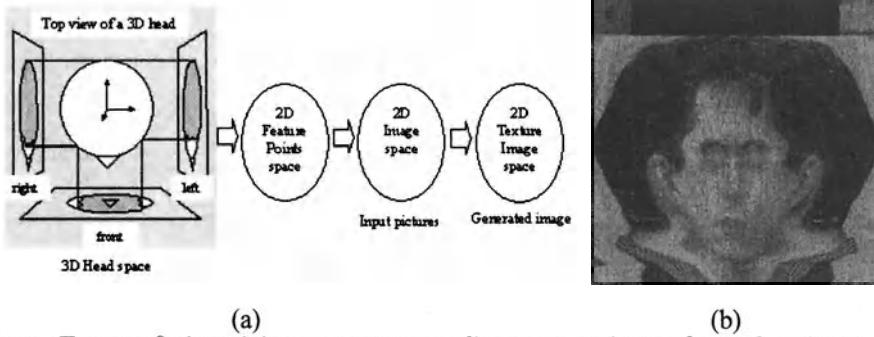 Top view of a 3D head
right
left
front
3D Head space
2D
Feature
Points
space
2D
Image
space
Input pictures
2D
Texture
Image
space
Generated image
(a)
(b)